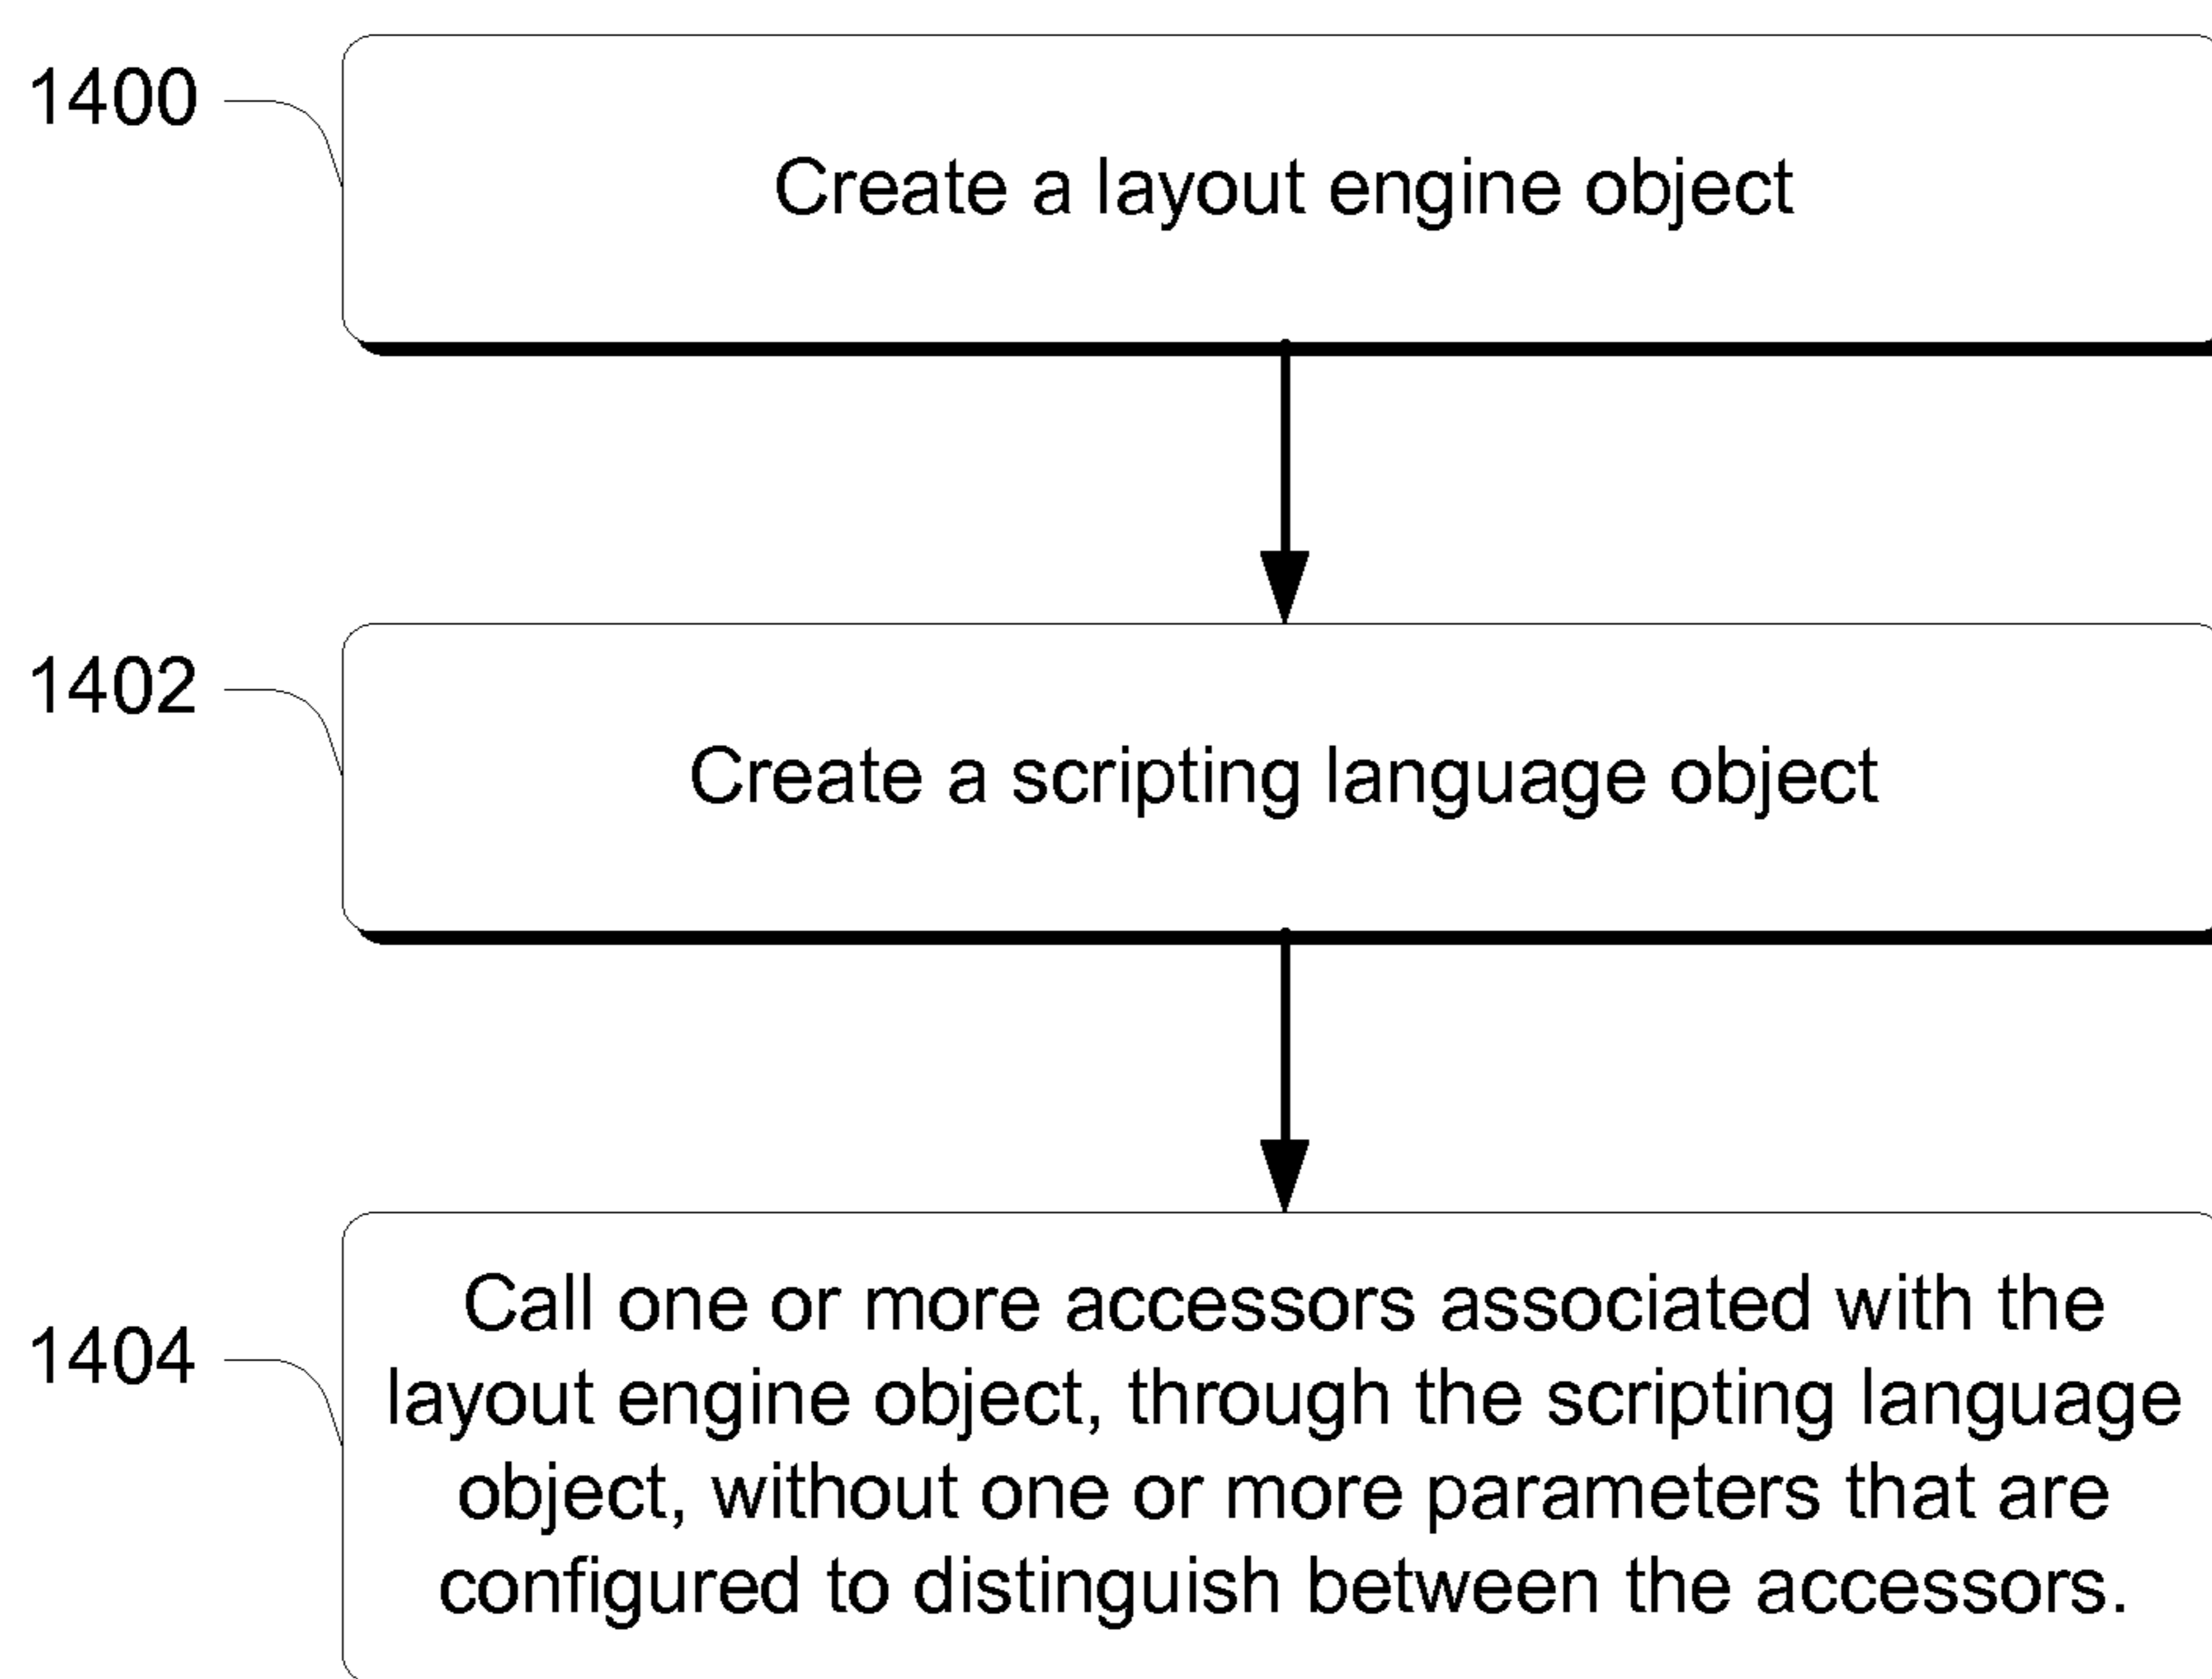 1400
Create a layout engine object
1402
Create a scripting language object
1404
Call one or more accessors associated with the
layout engine object, through the scripting language
object, without one or more parameters that are
configured to distinguish between the accessors.